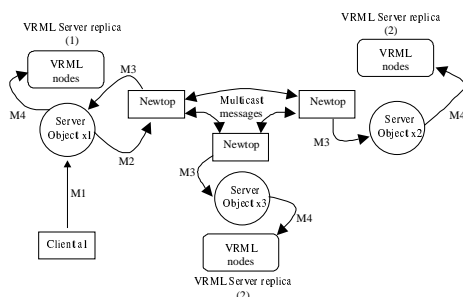 VRML Server replica
(1)
VRML
nodes
M3
M4
Newtop
Server
Object x1
M2
M1
Client a1
Multicast
messages
Newtop
M3
Server
Object x3
M4
VRML
nodes
VRML Server replica
(2)
VRML Server replica
(2)
VRML
nodes
Newtop
M3
Server
Object x2
M4